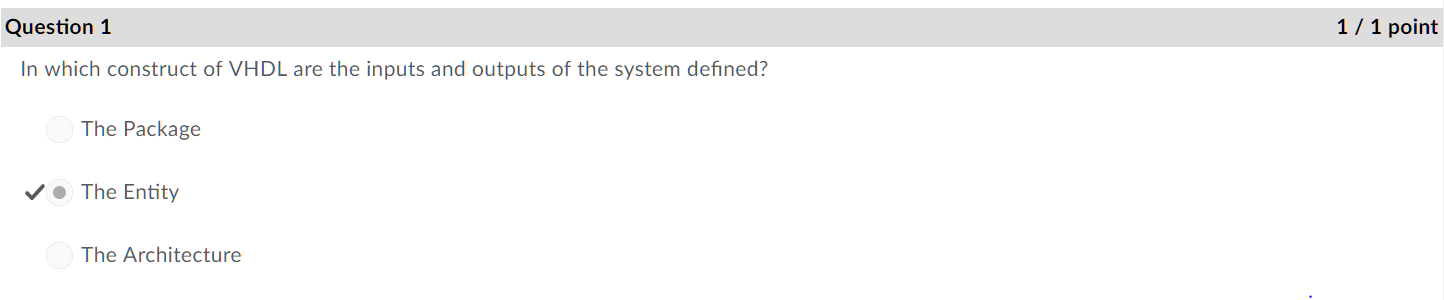 Question 1 1 / 1 point
In which construct of VHDL are the inputs and outputs of the system defined?
The Package
The Entity
The Architecture